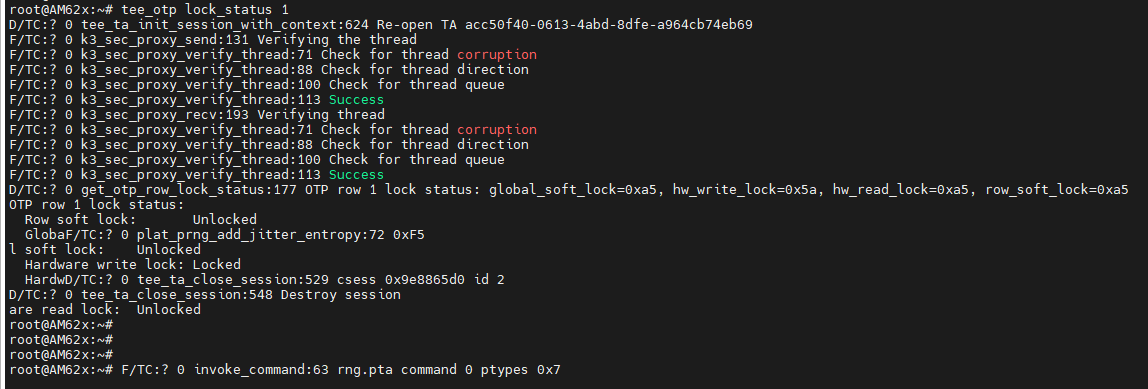 root@AM62x:~# tee_otp lock_status 1
D/TC:? 0 tee_ta_init_session_with_context:624 Re-open TA acc50f40-0613-4abd-8dfe-a964cb74eb69
F/TC:? 0 k3_sec_proxy_send:131 Verifying the thread
F/TC:? 0 k3_sec_proxy_verify_thread:71 Check for thread corruption
F/TC:? 0 k3_sec_proxy_verify_thread:88 Check for thread direction
F/TC:? 0 k3_sec_proxy_verify_thread:100 Check for thread queue
F/TC:? 0 k3_sec_proxy_verify_thread:113 Success
F/TC:? 0 k3_sec_proxy_recv:193 Verifying thread
F/TC:? 0 k3_sec_proxy_verify_thread:71 Check for thread corruption
F/TC:? 0 k3_sec_proxy_verify_thread:88 Check for thread direction
F/TC:? 0 k3_sec_proxy_verify_thread:100 Check for thread queue
F/TC:? 0 k3_sec_proxy_verify_thread:113 Success
D/TC:? 0 get_otp_row_lock_status:177 OTP row 1 lock status: global_soft_lock=0xa5, hw_write_lock=0x5a, hw_read_lock=0xa5, row_soft_lock=0xa5
OTP row 1 lock status:
  Row soft lock:       Unlocked
  GlobaF/TC:? 0 plat_prng_add_jitter_entropy:72 0xF5
l soft lock:    Unlocked
  Hardware write lock: Locked
  HardwD/TC:? 0 tee_ta_close_session:529 csess 0x9e8865d0 id 2
D/TC:? 0 tee_ta_close_session:548 Destroy session
are read lock:  Unlocked
root@AM62x:~#
root@AM62x:~#
root@AM62x:~#
root@AM62x:~# F/TC:? 0 invoke_command:63 rng.pta command 0 ptypes 0x7